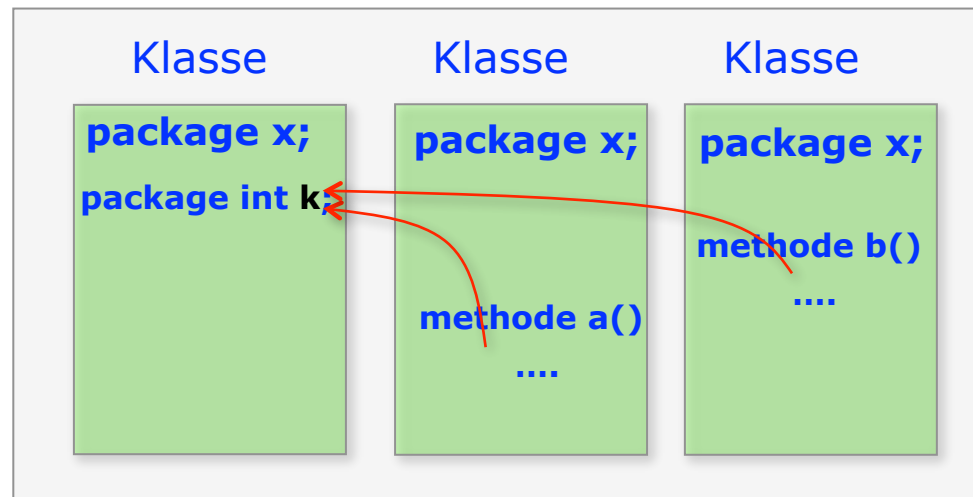 Klasse
package x;
package int k;
Klasse
package x;
methode a()
....
Klasse
package x;
methode b()
....